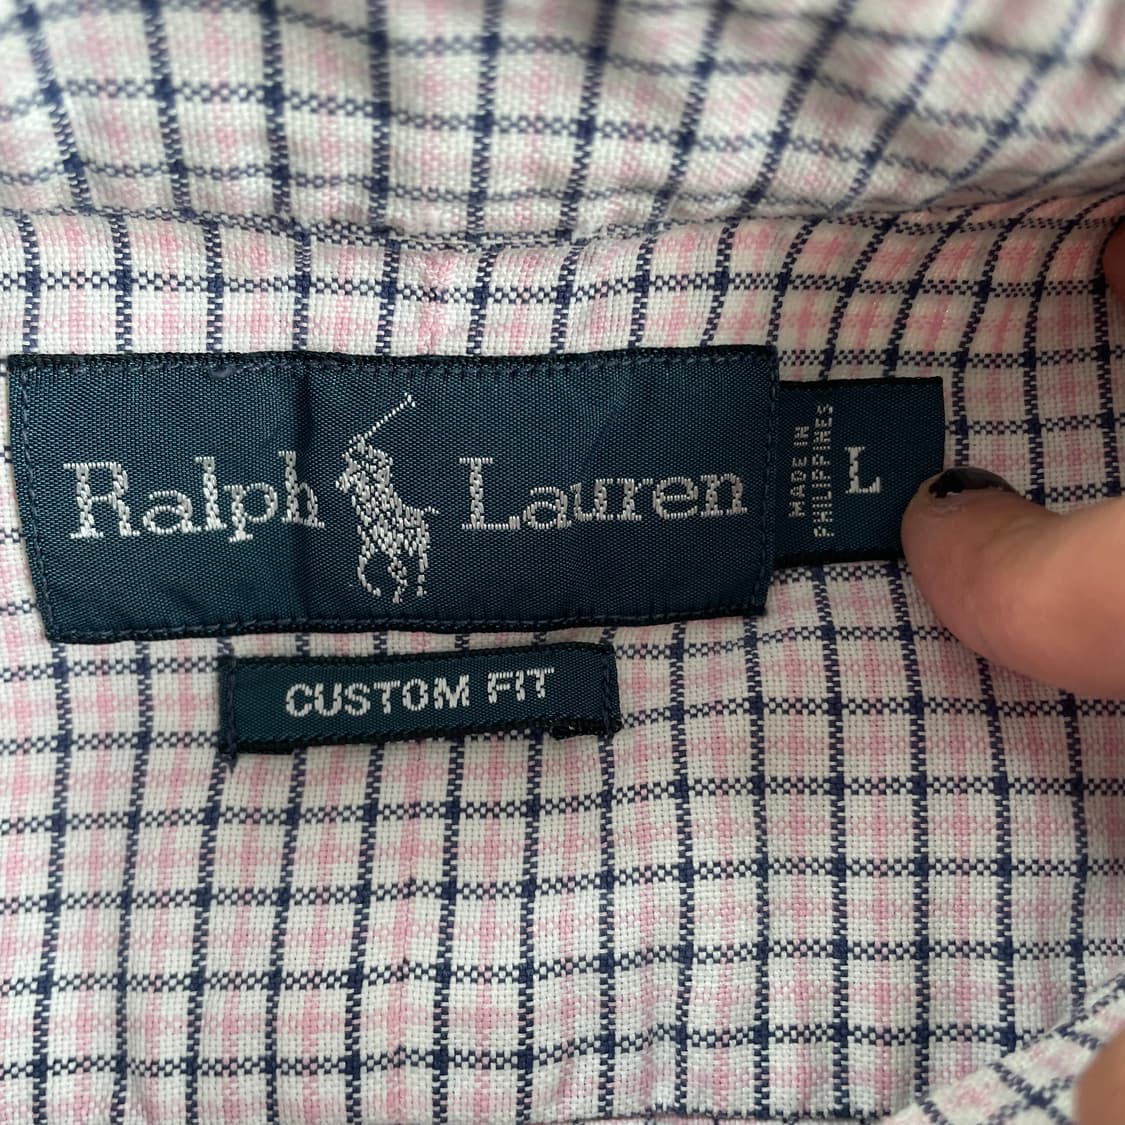 Ralph Lauren
MADE IN
PHILIPPINES
L
CUSTOM FIT